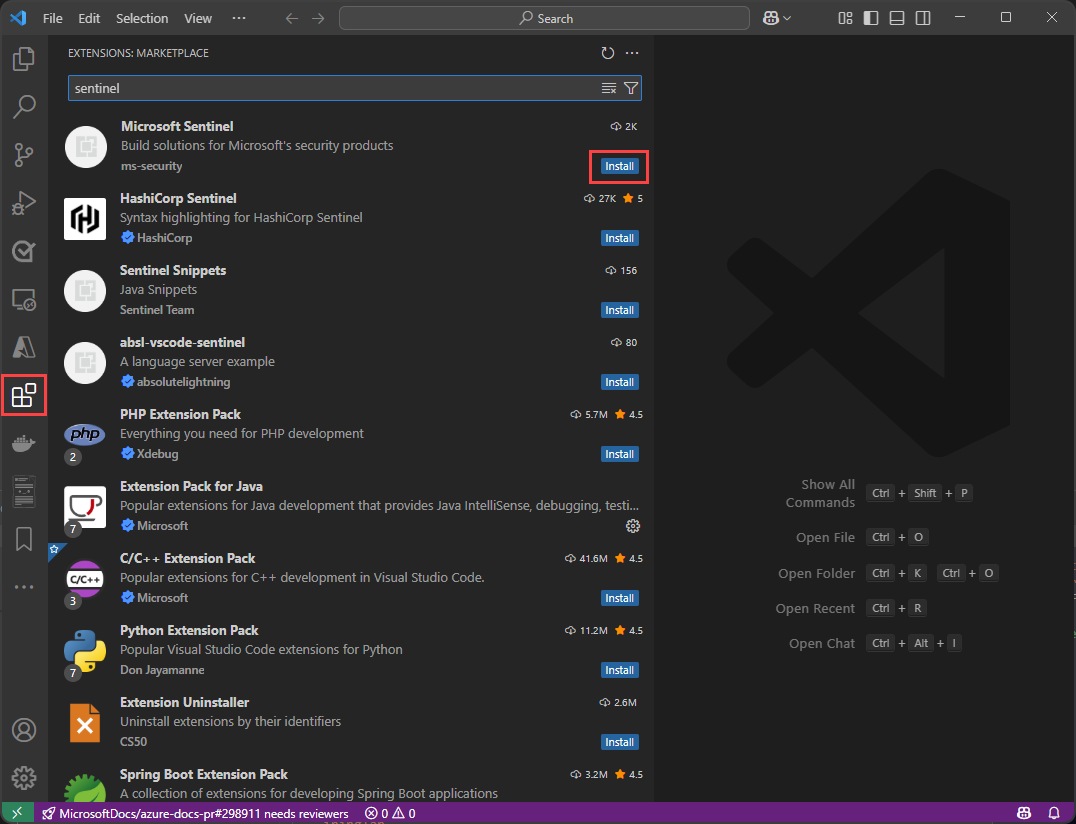 File Edit Selection View ··· Search
EXTENSIONS: MARKETPLACE
sentinel
Microsoft Sentinel 2K
Build solutions for Microsoft's security products
ms-security Install
HashiCorp Sentinel 27K 5
Syntax highlighting for HashiCorp Sentinel
HashiCorp Install
Sentinel Snippets 156
Java Snippets
Sentinel Team Install
absl-vscode-sentinel 80
A language server example
absolutelightning Install
PHP Extension Pack 5.7M 4.5
php
Everything you need for PHP development
2 Xdebug Install
Extension Pack for Java
Popular extensions for Java development that provides Java IntelliSense, debugging, testi...
7 Microsoft
C/C++ Extension Pack 41.6M 4.5
C/C++
Popular extensions for C++ development in Visual Studio Code.
3 Microsoft Install
Python Extension Pack 11.2M 4.5
Popular Visual Studio Code extensions for Python
7 Don Jayamanne Install
Extension Uninstaller 2.6M
Uninstall extensions by their identifiers
CS50 Install
Spring Boot Extension Pack 3.2M 4.5
A collection of extensions for developing Spring Boot applications
Show All Commands Ctrl + Shift + P
Open File Ctrl + O
Open Folder Ctrl + K Ctrl + O
Open Recent Ctrl + R
Open Chat Ctrl + Alt + I
MicrosoftDocs/azure-docs-pr#298911 needs reviewers 0 0